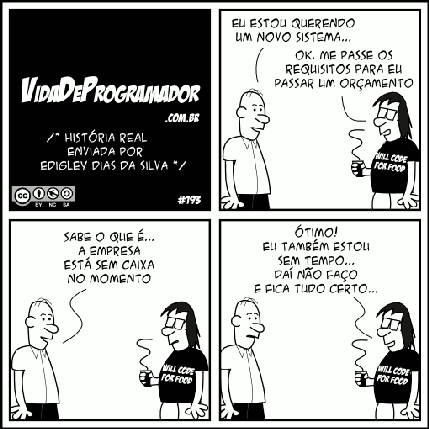 VIDADEPROGRAMADOR
.COM.BR
/* HISTÓRIA REAL
ENVIADA POR
EDIGLEY DIAS DA SILVA */
CC BY NC SA
#193
EU ESTOU QUERENDO
UM NOVO SISTEMA...
OK. ME PASSE OS
REQUISITOS PARA EU
PASSAR UM ORÇAMENTO
WILL CODE
FOR FOOD
SABE O QUE É...
A EMPRESA
ESTÁ SEM CAIXA
NO MOMENTO
WILL CODE
FOR FOOD
ÓTIMO!
EU TAMBÉM ESTOU
SEM TEMPO...
DAÍ NÃO FAÇO
E FICA TUDO CERTO...
WILL CODE
FOR FOOD